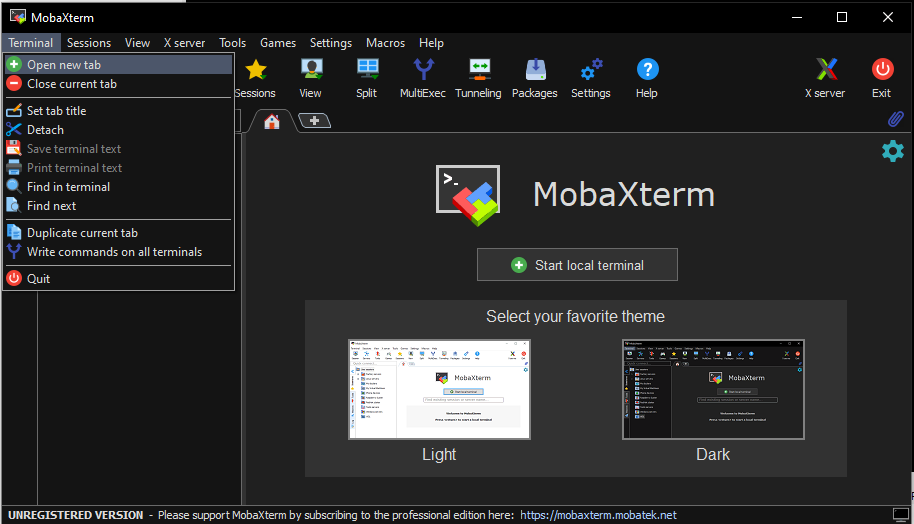 MobaXterm
Terminal Sessions View X server Tools Games Settings Macros Help
Open new tab
Close current tab
Set tab title
Detach
Save terminal text
Print terminal text
Find in terminal
Find next
Duplicate current tab
Write commands on all terminals
Quit
Sessions View Split MultiExec Tunneling Packages Settings Help X server Exit
MobaXterm
Start local terminal
Select your favorite theme
MobaXterm
MobaXterm
Light Dark
UNREGISTERED VERSION - Please support MobaXterm by subscribing to the professional edition here: https://mobaxterm.mobatek.net